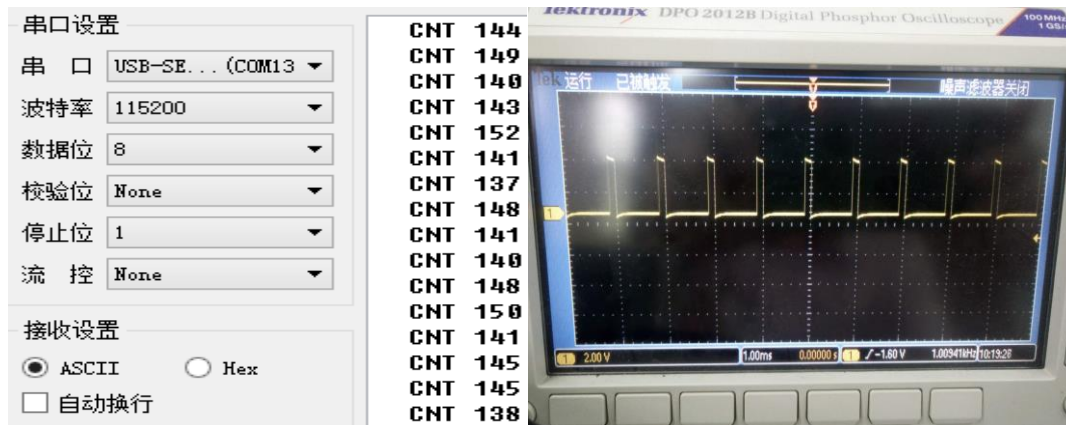 串口设置
串 口 USB-SE...(COM13
波特率 115200
数据位 8
校验位 None
停止位 1
流 控 None
接收设置
ASCII Hex
自动换行
CNT 144
CNT 149
CNT 140
CNT 143
CNT 152
CNT 141
CNT 137
CNT 148
CNT 141
CNT 140
CNT 148
CNT 150
CNT 141
CNT 145
CNT 145
CNT 138
Tektronix DPO 2012B Digital Phosphor Oscilloscope
100 MHz
1 GS/
Tek 运行 已被触发 噪声滤波器关闭
1
1 2.00 V 1.00ms 0.00000 s 1 / -1.60 V 1.00941kHz 10:19:26